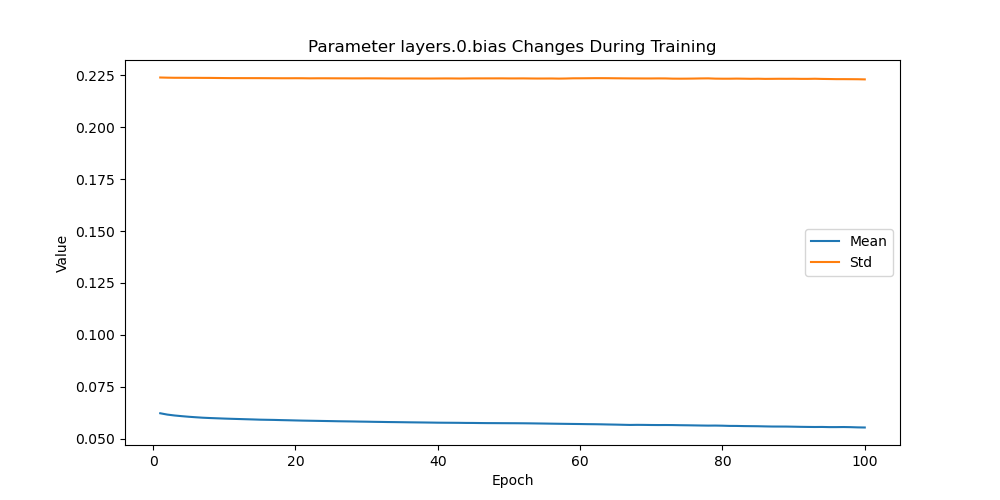 Parameter layers.0.bias Changes During Training
0.225
0.200
0.175
0.150
0.125
0.100
0.075
0.050
Value
Mean
Std
0 20 40 60 80 100
Epoch